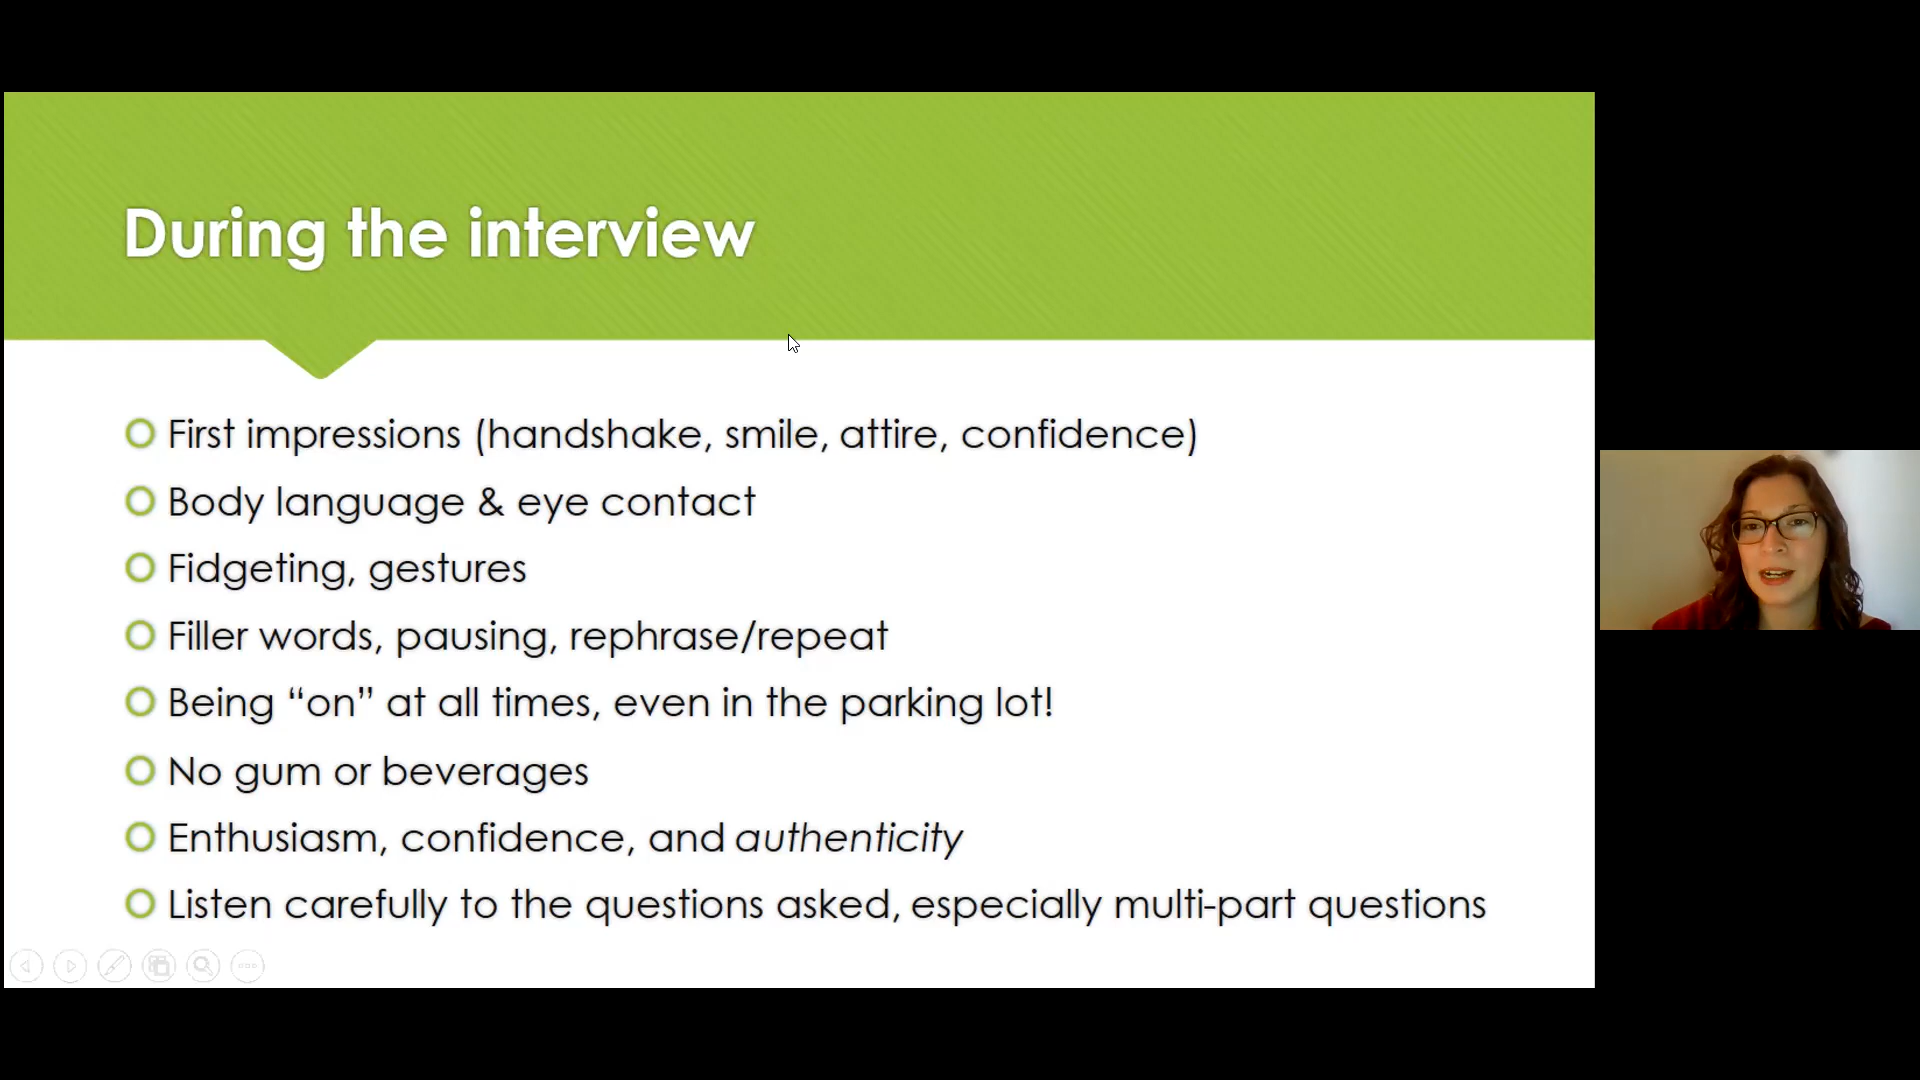 During the interview
First impressions (handshake, smile, attire, confidence)
Body language & eye contact
Fidgeting, gestures
Filler words, pausing, rephrase/repeat
Being “on” at all times, even in the parking lot!
No gum or beverages
Enthusiasm, confidence, and authenticity
Listen carefully to the questions asked, especially multi-part questions